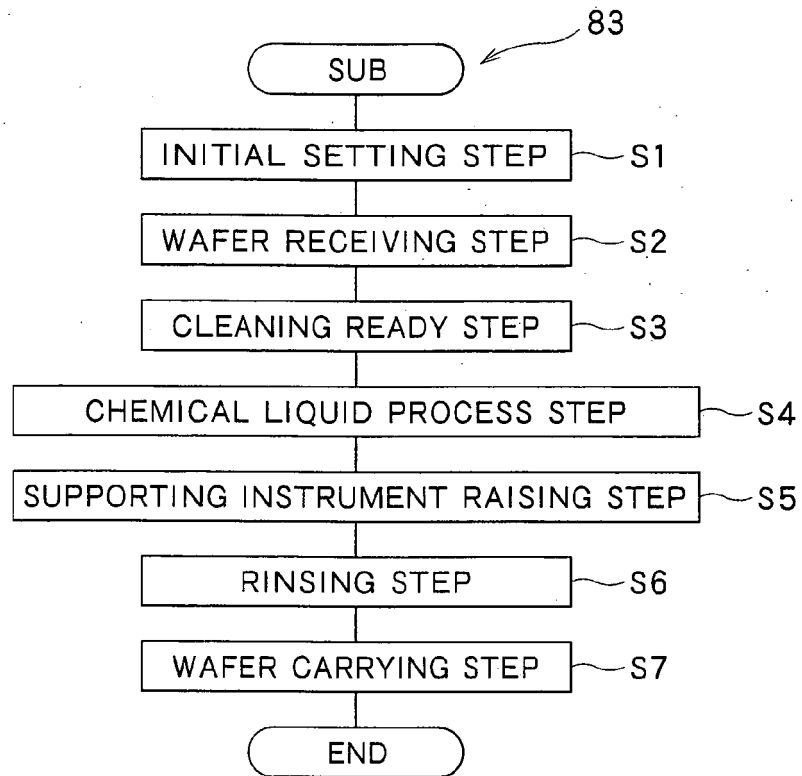 83
SUB
INITIAL SETTING STEP S1
WAFER RECEIVING STEP S2
CLEANING READY STEP S3
CHEMICAL LIQUID PROCESS STEP S4
SUPPORTING INSTRUMENT RAISING STEP S5
RINSING STEP S6
WAFER CARRYING STEP S7
END